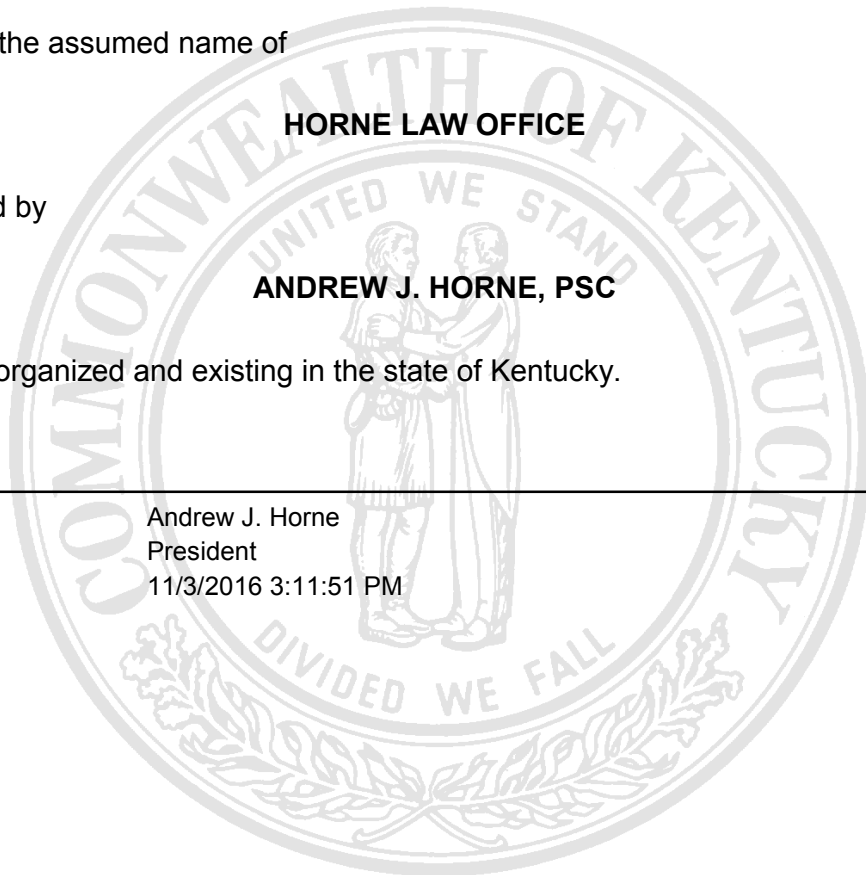 the assumed name of
HORNE LAW OFFICE
d by
ANDREW J. HORNE, PSC
organized and existing in the state of Kentucky.
Andrew J. Horne
President
11/3/2016 3:11:51 PM
COMMONWEALTH OF KENTUCKY
UNITED WE STAND
DIVIDED WE FALL